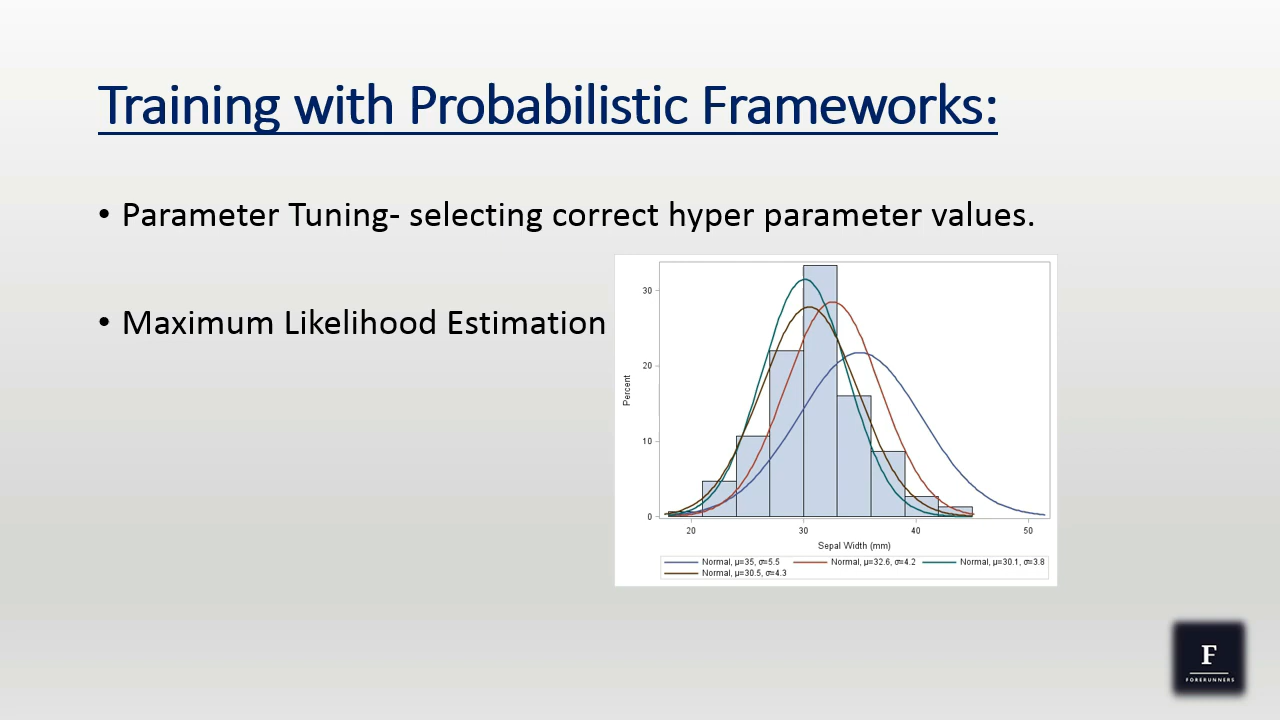 Training with Probabilistic Frameworks:
• Parameter Tuning- selecting correct hyper parameter values.
• Maximum Likelihood Estimation
30
20
10
0
Percent
20 30 40 50
Sepal Width (mm)
Normal, μ=35, σ=5.5 Normal, μ=32.6, σ=4.2 Normal, μ=30.1, σ=3.8
Normal, μ=30.5, σ=4.3
F
FORERUNNERS